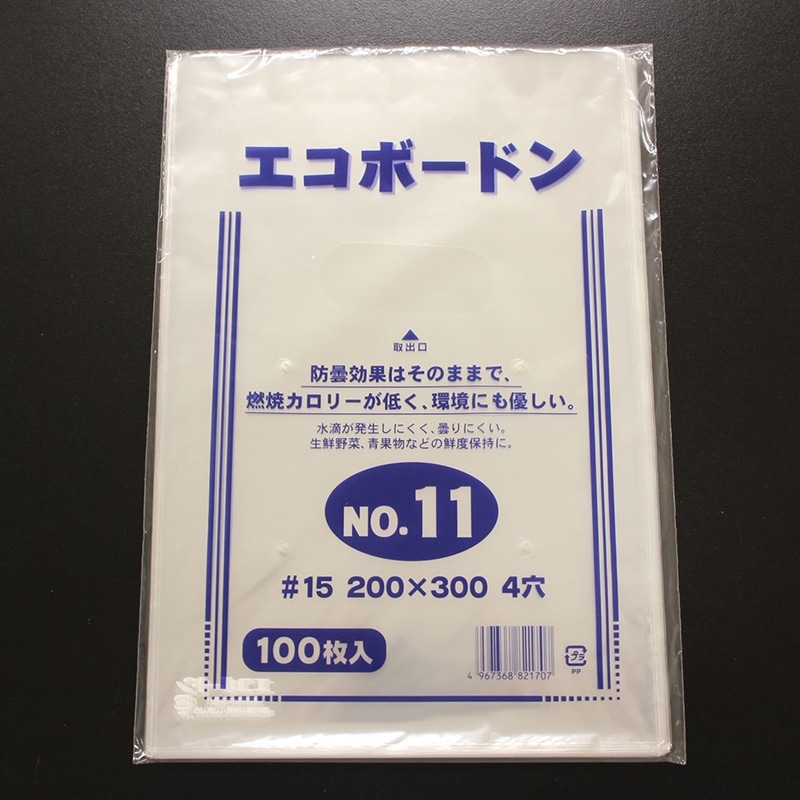 エコボードン
取出口
防曇効果はそのままで、
燃焼カロリーが低く、環境にも優しい。
水滴が発生しにくく、曇りにくい。
生鮮野菜、青果物などの鮮度保持に。
NO.11
#15 200×300 4穴
100枚入
4 967368 821707
プラ
PP